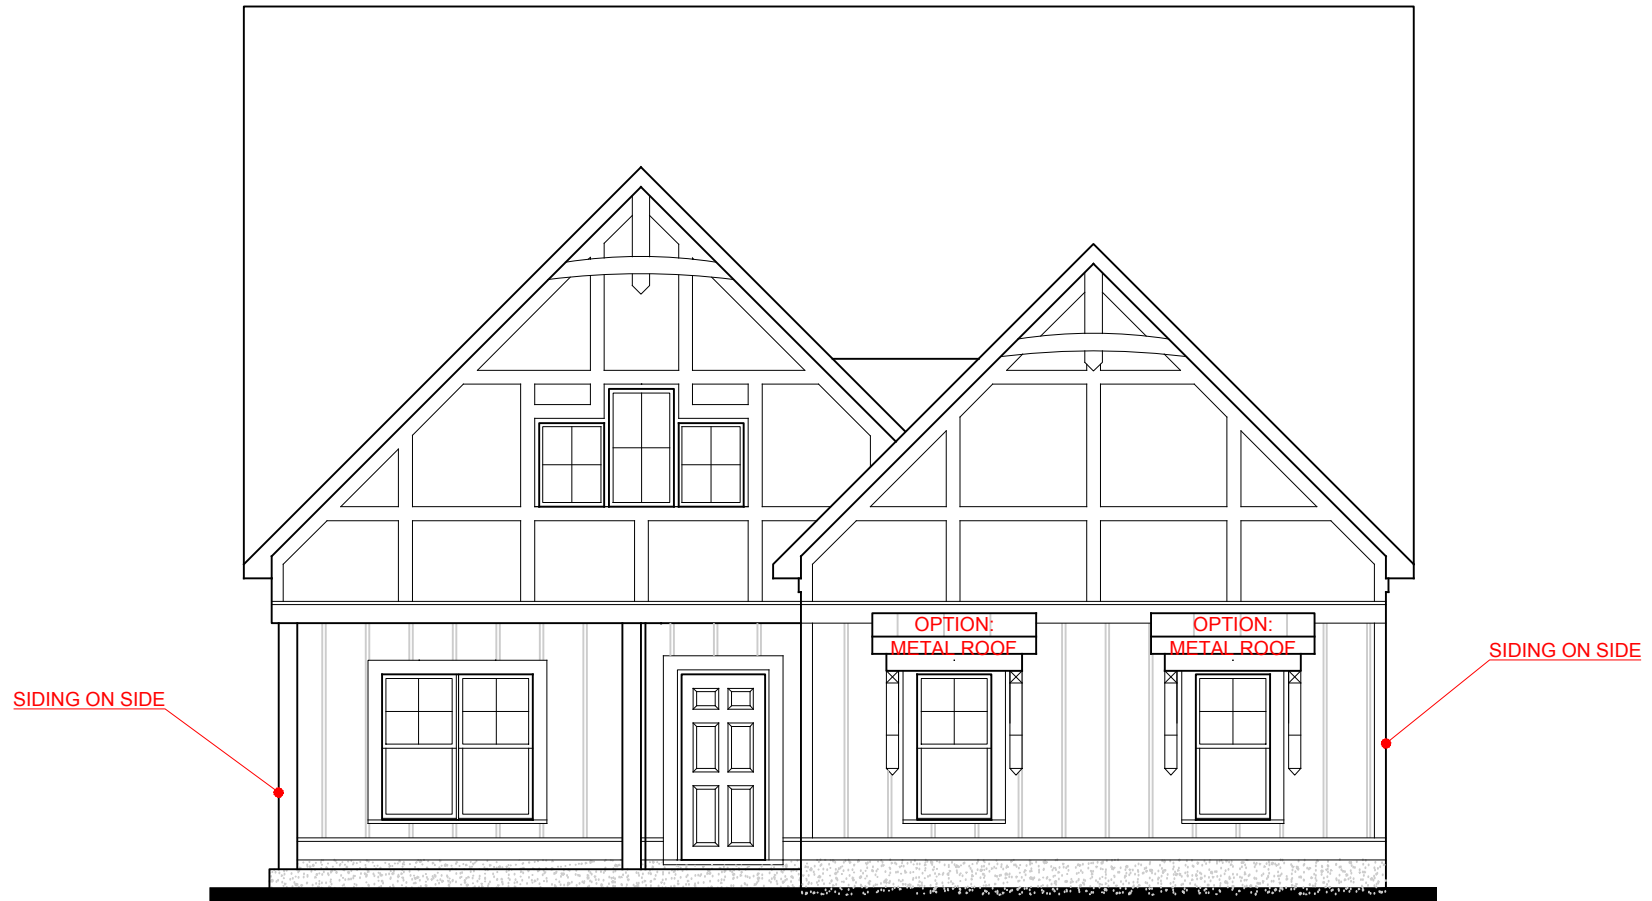 OPTION:
METAL ROOF
OPTION:
METAL ROOF
SIDING ON SIDE
SIDING ON SIDE